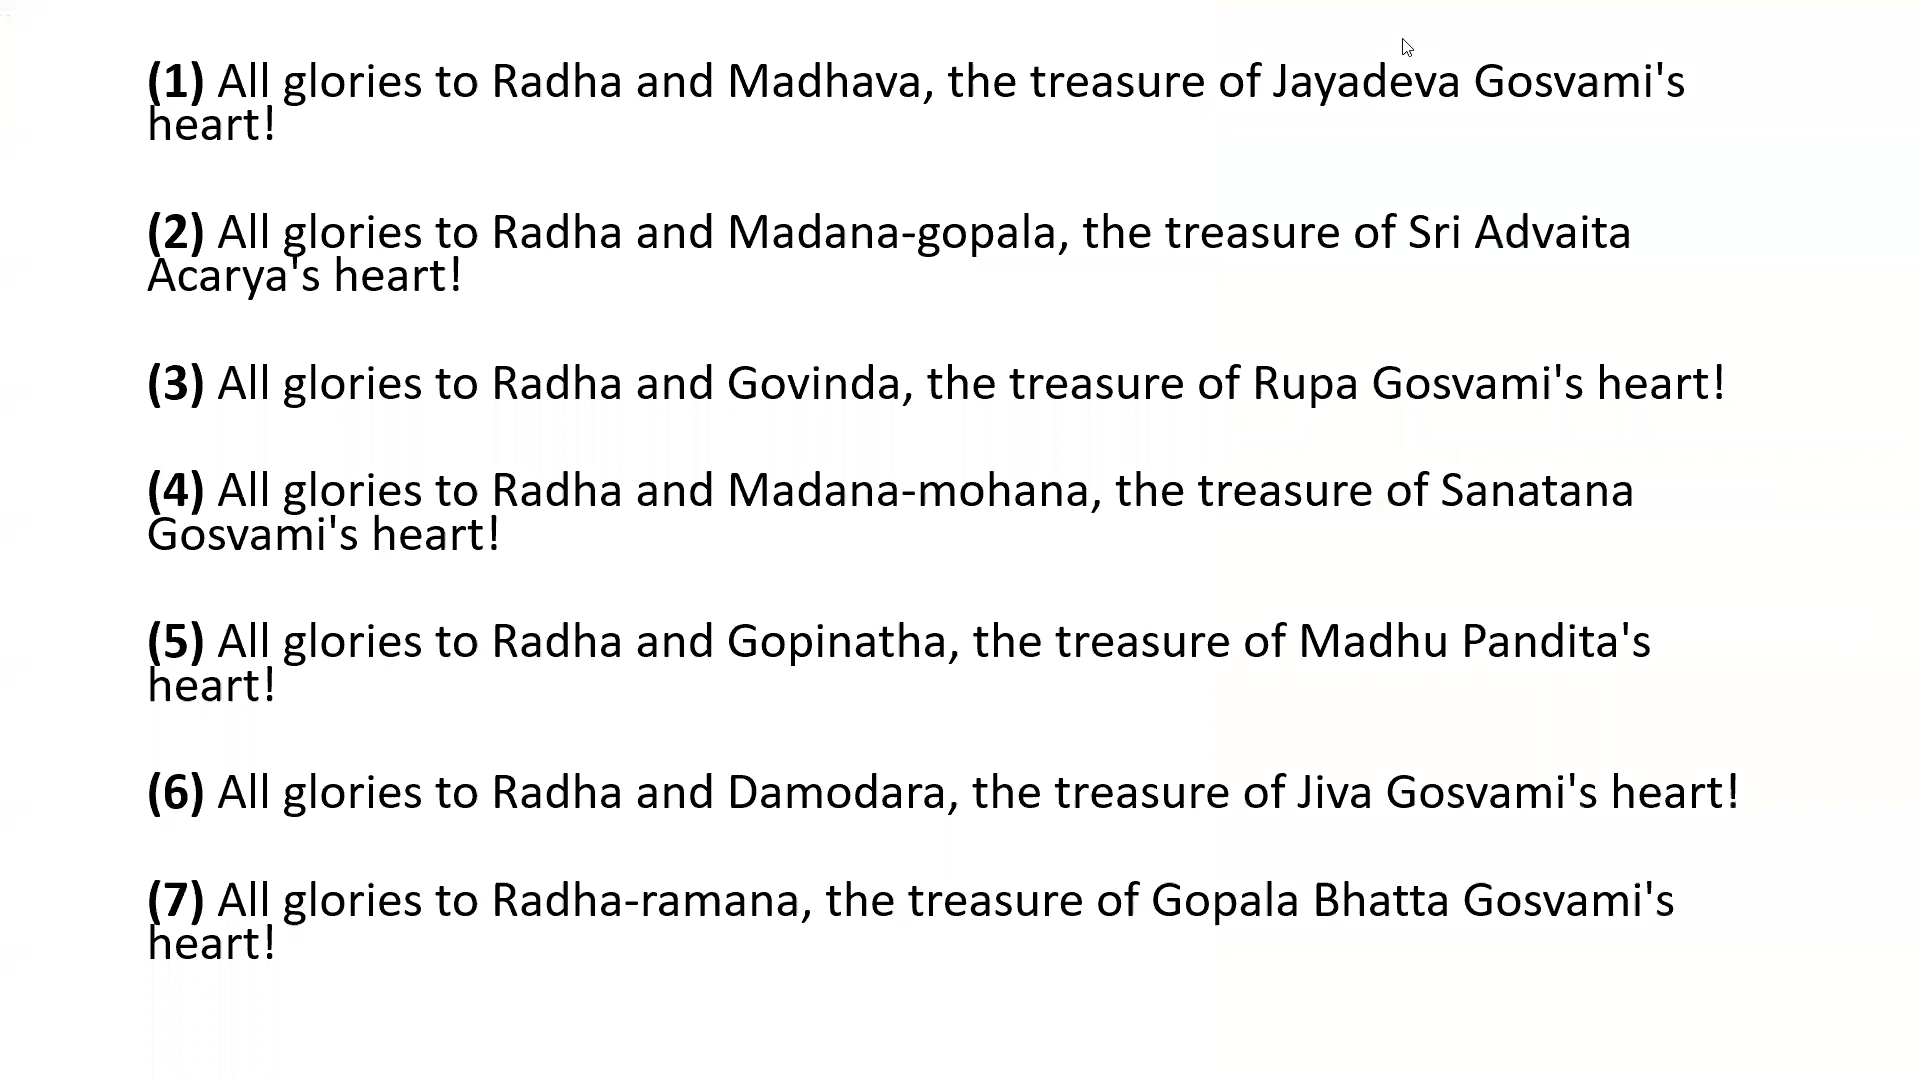 (1) All glories to Radha and Madhava, the treasure of Jayadeva Gosvami's
heart!
(2) All glories to Radha and Madana-gopala, the treasure of Sri Advaita
Acarya's heart!
(3) All glories to Radha and Govinda, the treasure of Rupa Gosvami's heart!
(4) All glories to Radha and Madana-mohana, the treasure of Sanatana
Gosvami's heart!
(5) All glories to Radha and Gopinatha, the treasure of Madhu Pandita's
heart!
(6) All glories to Radha and Damodara, the treasure of Jiva Gosvami's heart!
(7) All glories to Radha-ramana, the treasure of Gopala Bhatta Gosvami's
heart!